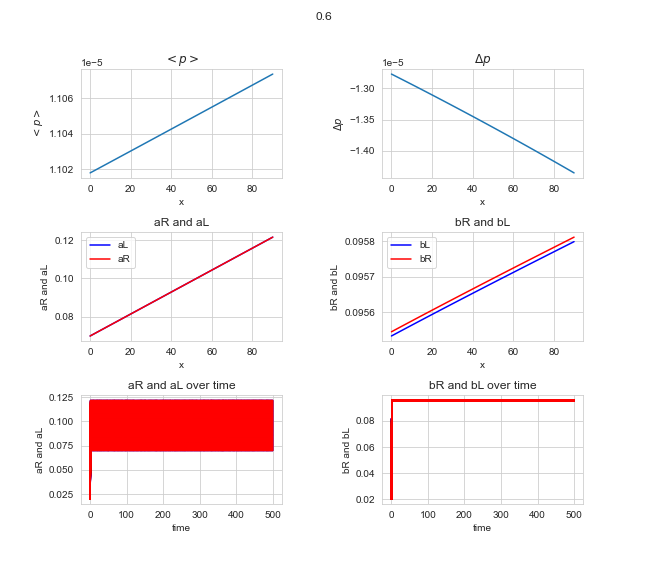 0.6
< p >
1e−5
1.106
1.104
1.102
< p >
0 20 40 60 80
x
Δp
1e−5
−1.30
−1.35
−1.40
Δp
0 20 40 60 80
x
aR and aL
aL
aR
0.12
0.10
0.08
aR and aL
0 20 40 60 80
x
bR and bL
bL
bR
0.0958
0.0957
0.0956
bR and bL
0 20 40 60 80
x
aR and aL over time
0.125
0.100
0.075
0.050
0.025
aR and aL
0 100 200 300 400 500
time
bR and bL over time
0.08
0.06
0.04
0.02
bR and bL
0 100 200 300 400 500
time